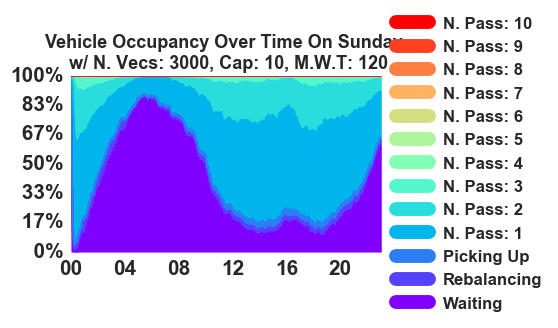 Vehicle Occupancy Over Time On Sunday
w/ N. Vecs: 3000, Cap: 10, M.W.T: 120
100%
83%
67%
50%
33%
17%
0%
00 04 08 12 16 20
N. Pass: 10
N. Pass: 9
N. Pass: 8
N. Pass: 7
N. Pass: 6
N. Pass: 5
N. Pass: 4
N. Pass: 3
N. Pass: 2
N. Pass: 1
Picking Up
Rebalancing
Waiting